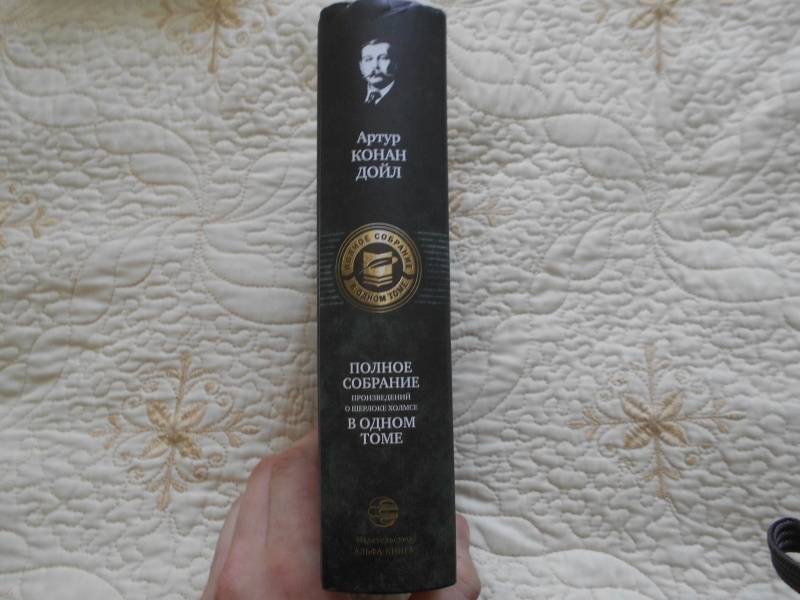 Артур
КОНАН
ДОЙЛ
ПОЛНОЕ СОБРАНИЕ
В ОДНОМ ТОМЕ
ПОЛНОЕ
СОБРАНИЕ
ПРОИЗВЕДЕНИЙ
О ШЕРЛОКЕ ХОЛМСЕ
В ОДНОМ
ТОМЕ
Издательство
АЛЬФА-КНИГА